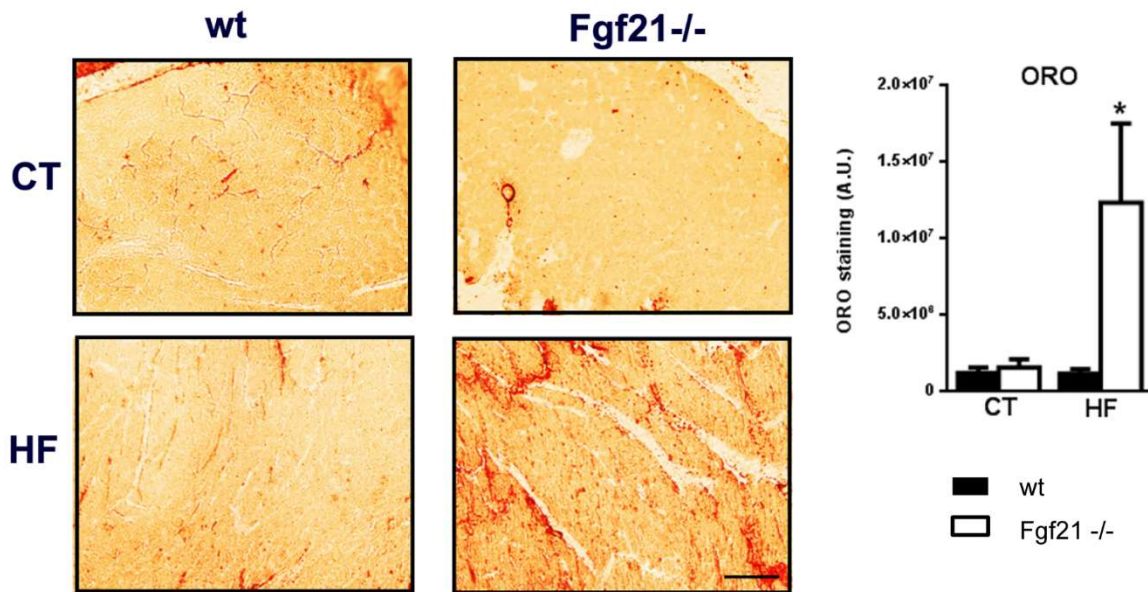 wt
Fgf21-/-
CT
HF
ORO
*
ORO staining (A.U.)
2.0×10⁷
1.5×10⁷
1.0×10⁷
5.0×10⁶
0
CT
HF
wt
Fgf21 -/-